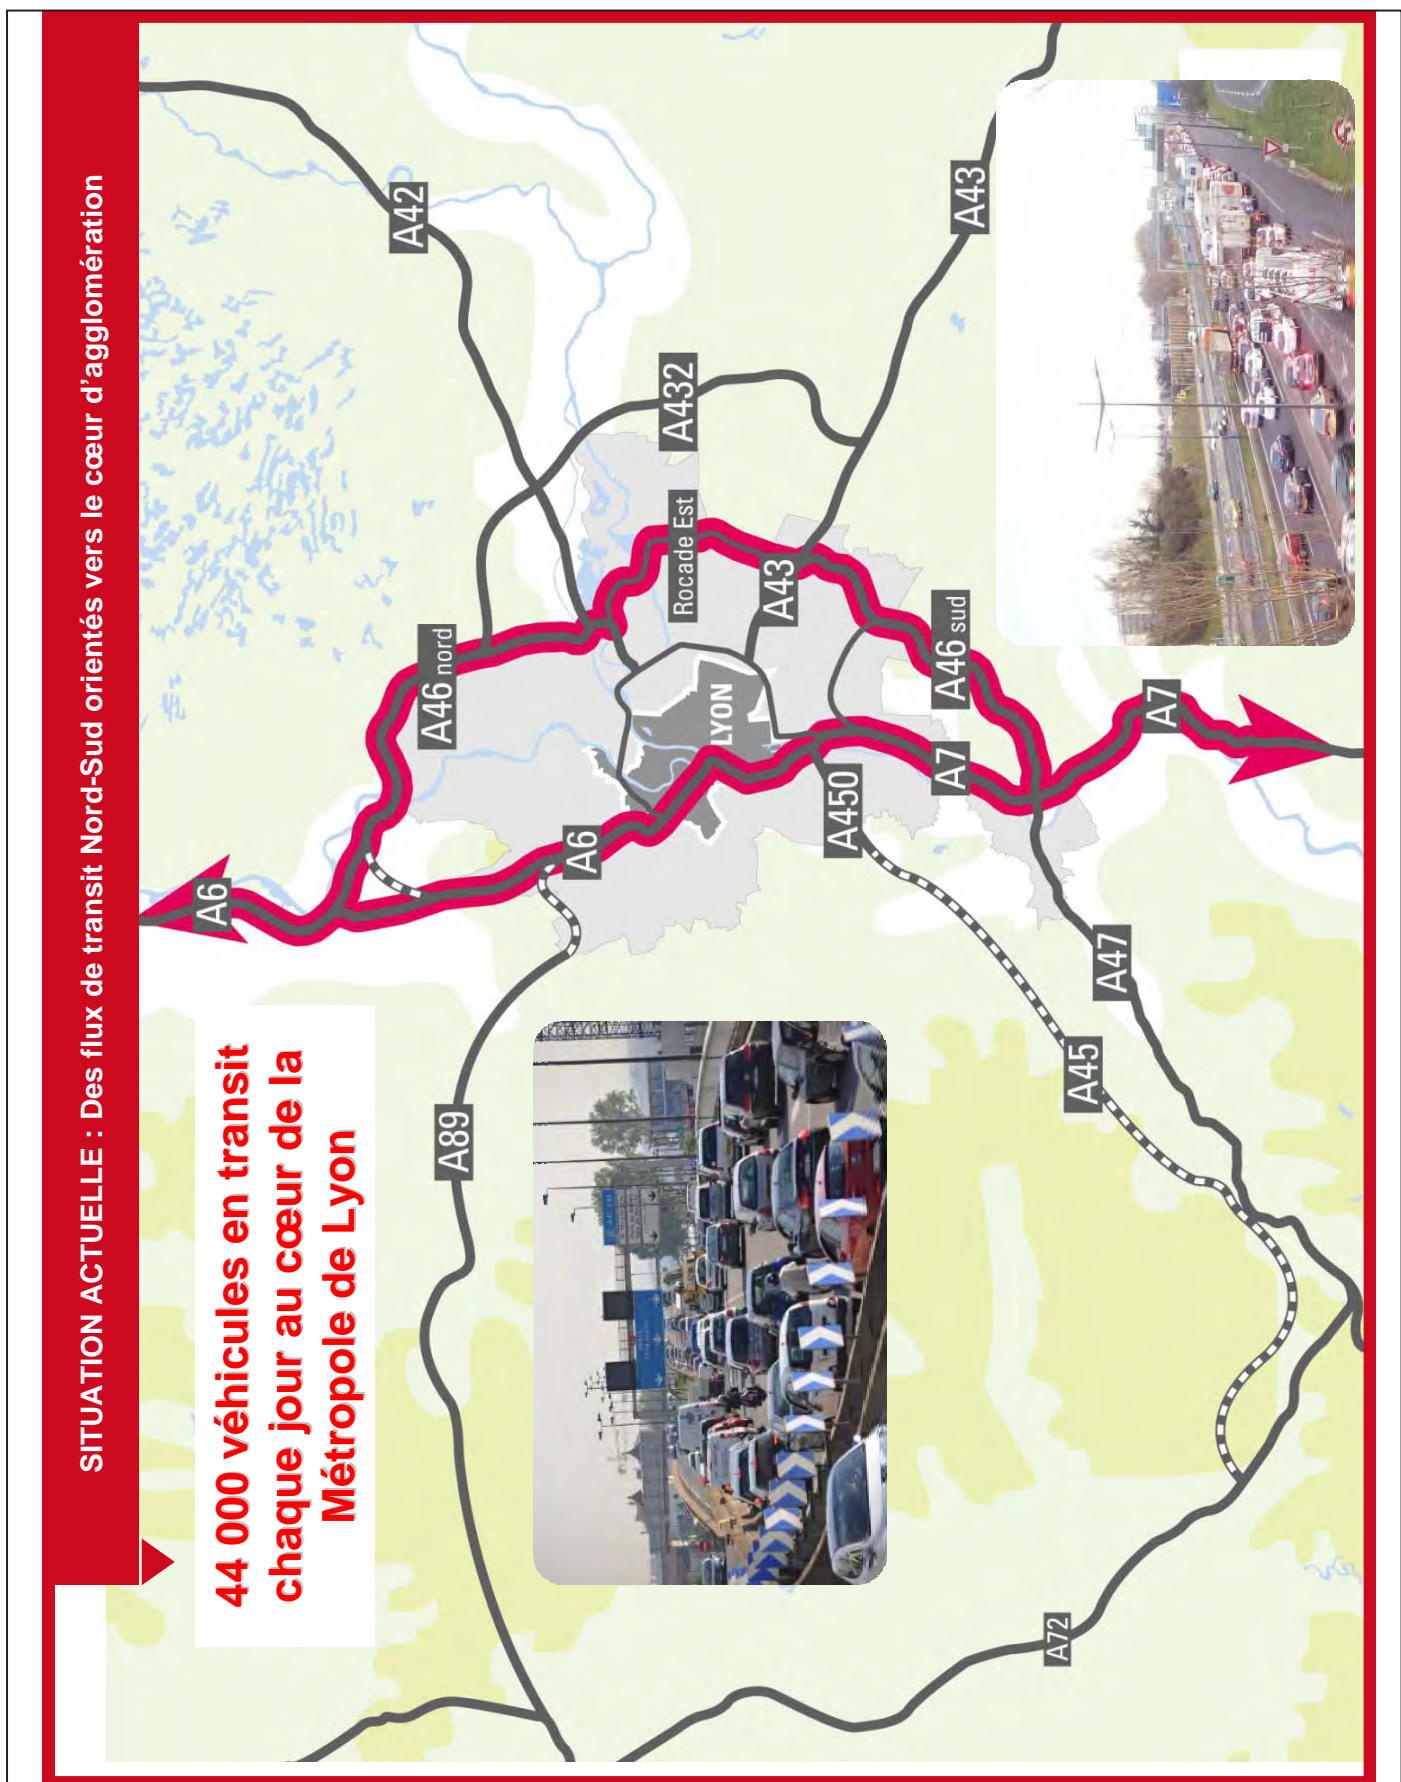 SITUATION ACTUELLE : Des flux de transit Nord-Sud orientés vers le cœur d'agglomération
44 000 véhicules en transit
chaque jour au cœur de la
Métropole de Lyon
A6
A46 nord
A42
A89
A6
Rocade Est
A432
LYON
A43
A43
A450
A7
A46 sud
A7
A47
A45
A72